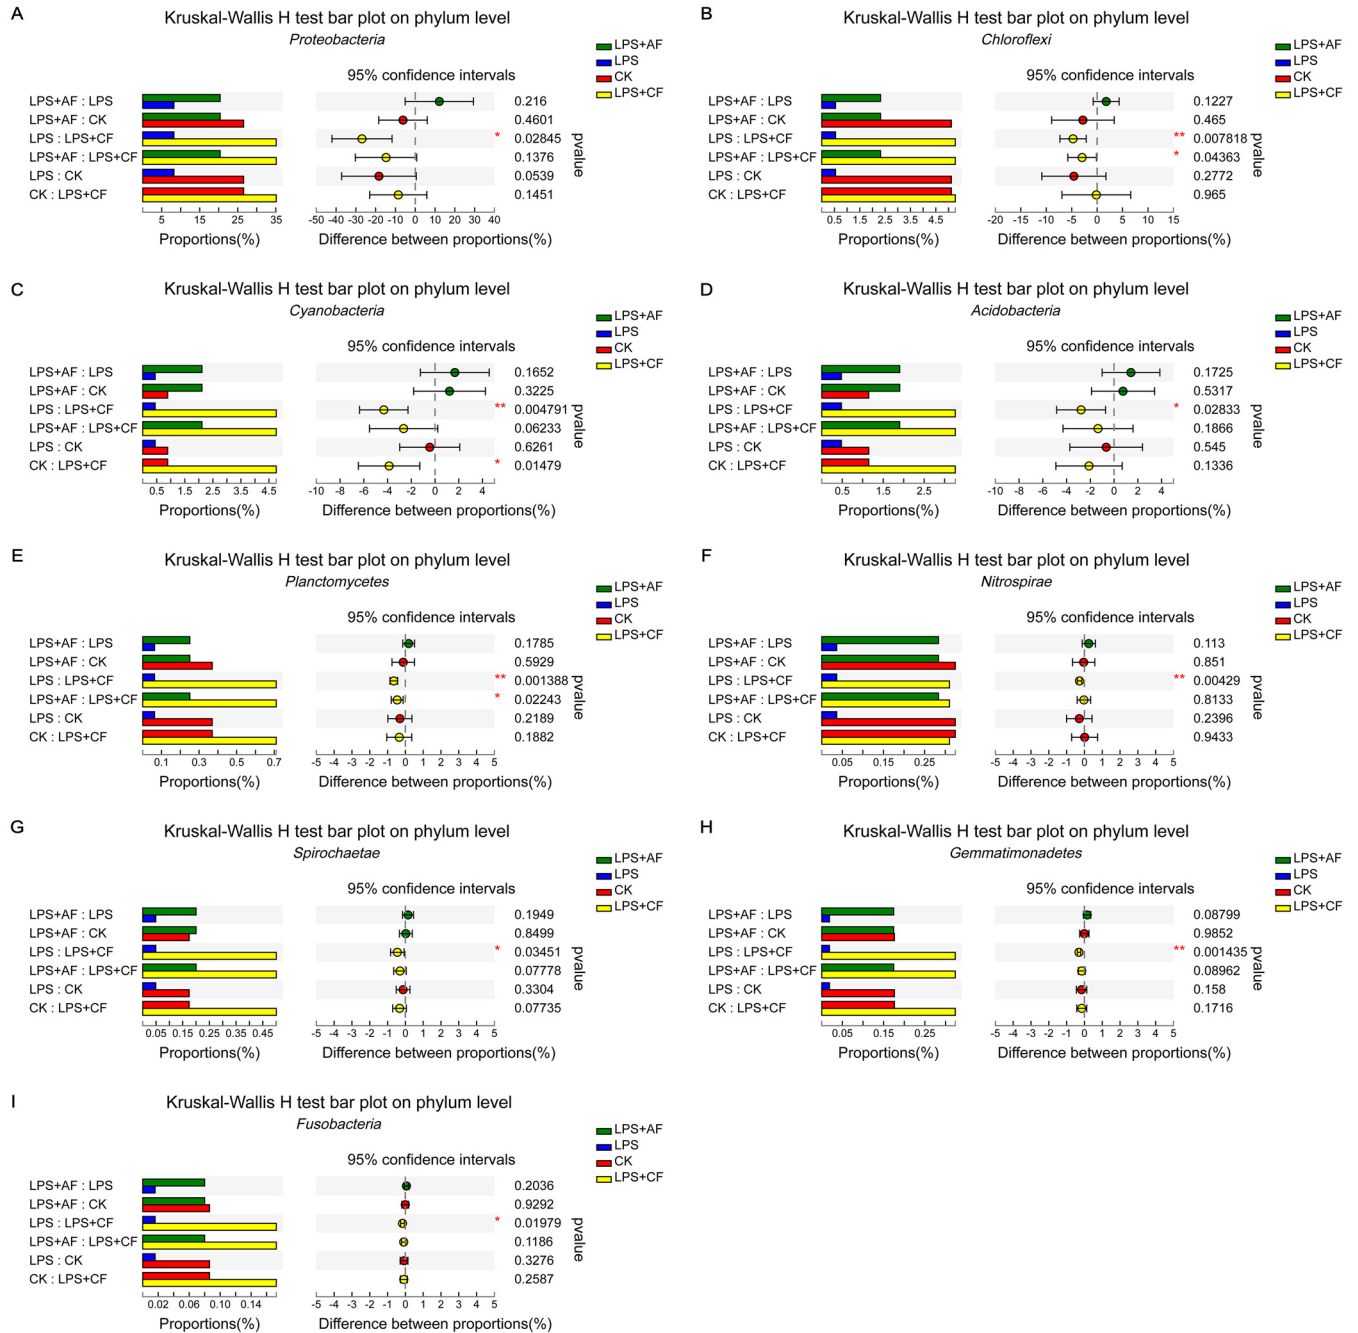 A
Kruskal-Wallis H test bar plot on phylum level
Proteobacteria
LPS+AF
LPS
CK
LPS+CF
95% confidence intervals
LPS+AF : LPS 0.216
LPS+AF : CK 0.4601
LPS : LPS+CF * 0.02845
LPS+AF : LPS+CF 0.1376
LPS : CK 0.0539
CK : LPS+CF 0.1451
pvalue
5 15 25 35 -50 -40 -30 -20 -10 0 10 20 30 40
Proportions(%) Difference between proportions(%)
B
Kruskal-Wallis H test bar plot on phylum level
Chloroflexi
LPS+AF
LPS
CK
LPS+CF
95% confidence intervals
LPS+AF : LPS 0.1227
LPS+AF : CK 0.465
LPS : LPS+CF ** 0.007818
LPS+AF : LPS+CF * 0.04363
LPS : CK 0.2772
CK : LPS+CF 0.965
pvalue
0.5 1.5 2.5 3.5 4.5 -20 -15 -10 -5 0 5 10 15
Proportions(%) Difference between proportions(%)
C
Kruskal-Wallis H test bar plot on phylum level
Cyanobacteria
LPS+AF
LPS
CK
LPS+CF
95% confidence intervals
LPS+AF : LPS 0.1652
LPS+AF : CK 0.3225
LPS : LPS+CF ** 0.004791
LPS+AF : LPS+CF 0.06233
LPS : CK 0.6261
CK : LPS+CF * 0.01479
pvalue
0.5 1.5 2.5 3.5 4.5 -10 -8 -6 -4 -2 0 2 4
Proportions(%) Difference between proportions(%)
D
Kruskal-Wallis H test bar plot on phylum level
Acidobacteria
LPS+AF
LPS
CK
LPS+CF
95% confidence intervals
LPS+AF : LPS 0.1725
LPS+AF : CK 0.5317
LPS : LPS+CF * 0.02833
LPS+AF : LPS+CF 0.1866
LPS : CK 0.545
CK : LPS+CF 0.1336
pvalue
0.5 1.5 2.5 -10 -8 -6 -4 -2 0 2 4
Proportions(%) Difference between proportions(%)
E
Kruskal-Wallis H test bar plot on phylum level
Planctomycetes
LPS+AF
LPS
CK
LPS+CF
95% confidence intervals
LPS+AF : LPS 0.1785
LPS+AF : CK 0.5929
LPS : LPS+CF ** 0.001388
LPS+AF : LPS+CF * 0.02243
LPS : CK 0.2189
CK : LPS+CF 0.1882
pvalue
0.1 0.3 0.5 0.7 -5 -4 -3 -2 -1 0 1 2 3 4 5
Proportions(%) Difference between proportions(%)
F
Kruskal-Wallis H test bar plot on phylum level
Nitrospirae
LPS+AF
LPS
CK
LPS+CF
95% confidence intervals
LPS+AF : LPS 0.113
LPS+AF : CK 0.851
LPS : LPS+CF ** 0.00429
LPS+AF : LPS+CF 0.8133
LPS : CK 0.2396
CK : LPS+CF 0.9433
pvalue
0.05 0.15 0.25 -5 -4 -3 -2 -1 0 1 2 3 4 5
Proportions(%) Difference between proportions(%)
G
Kruskal-Wallis H test bar plot on phylum level
Spirochaetae
LPS+AF
LPS
CK
LPS+CF
95% confidence intervals
LPS+AF : LPS 0.1949
LPS+AF : CK 0.8499
LPS : LPS+CF * 0.03451
LPS+AF : LPS+CF 0.07778
LPS : CK 0.3304
CK : LPS+CF 0.07735
pvalue
0.05 0.15 0.25 0.35 0.45 -5 -4 -3 -2 -1 0 1 2 3 4 5
Proportions(%) Difference between proportions(%)
H
Kruskal-Wallis H test bar plot on phylum level
Gemmatimonadetes
LPS+AF
LPS
CK
LPS+CF
95% confidence intervals
LPS+AF : LPS 0.08799
LPS+AF : CK 0.9852
LPS : LPS+CF ** 0.001435
LPS+AF : LPS+CF 0.08962
LPS : CK 0.158
CK : LPS+CF 0.1716
pvalue
0.05 0.15 0.25 -5 -4 -3 -2 -1 0 1 2 3 4 5
Proportions(%) Difference between proportions(%)
I
Kruskal-Wallis H test bar plot on phylum level
Fusobacteria
LPS+AF
LPS
CK
LPS+CF
95% confidence intervals
LPS+AF : LPS 0.2036
LPS+AF : CK 0.9292
LPS : LPS+CF * 0.01979
LPS+AF : LPS+CF 0.1186
LPS : CK 0.3276
CK : LPS+CF 0.2587
pvalue
0.02 0.06 0.10 0.14 -5 -4 -3 -2 -1 0 1 2 3 4 5
Proportions(%) Difference between proportions(%)